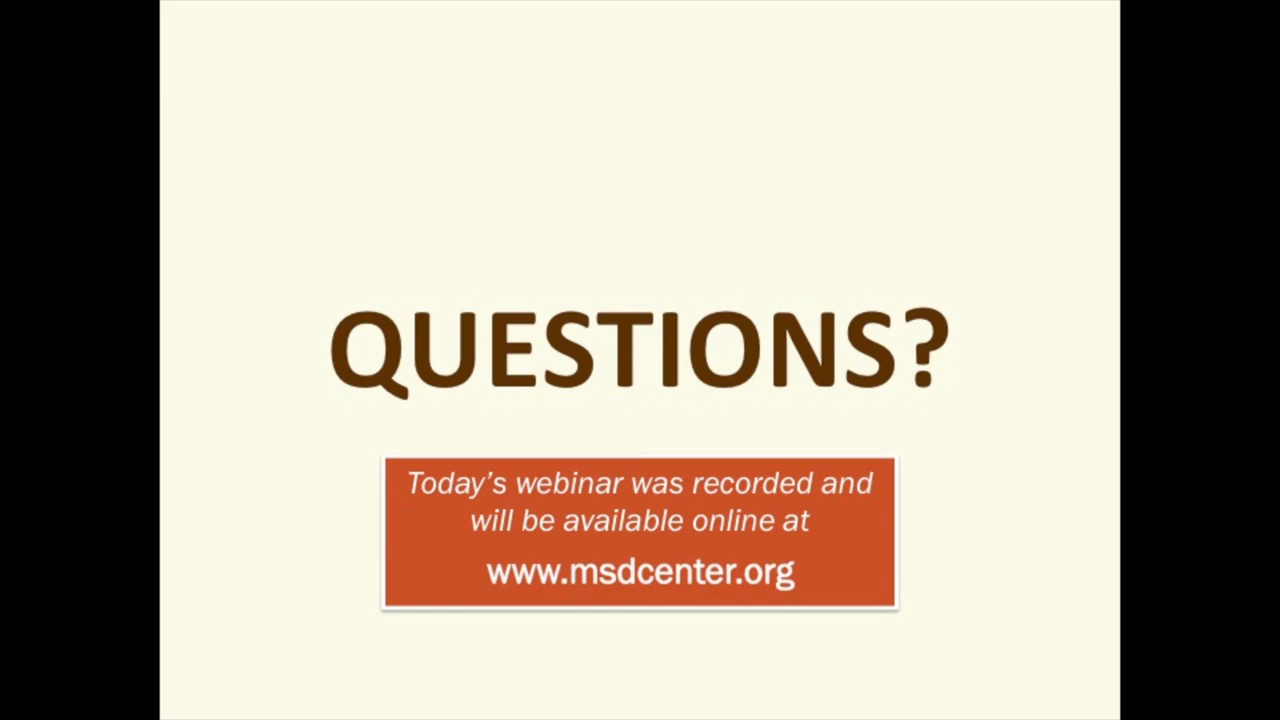 QUESTIONS?
Today’s webinar was recorded and
will be available online at
www.msdcenter.org